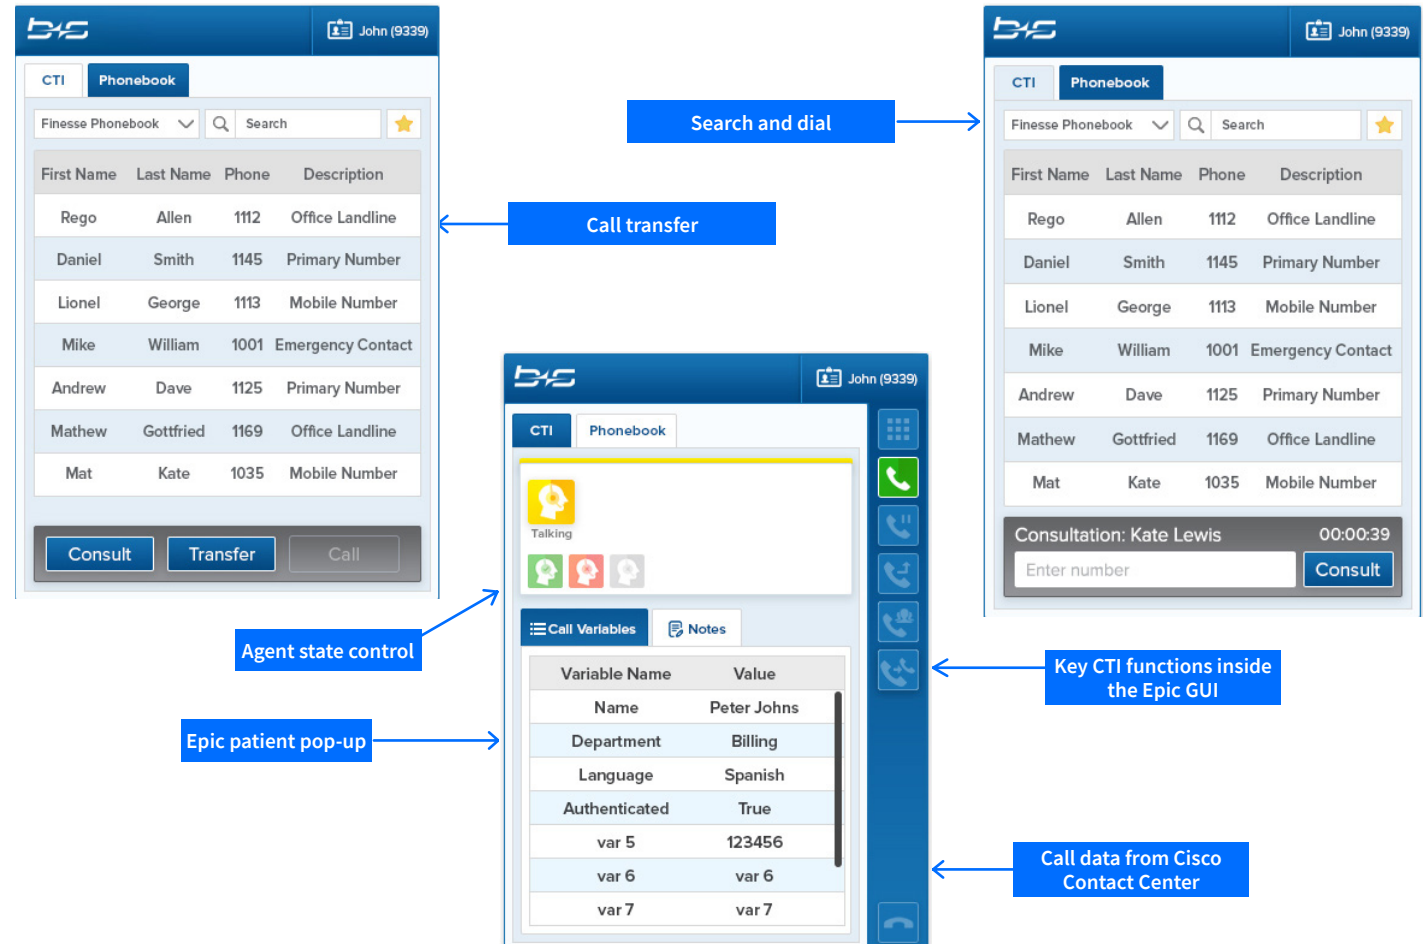 John (9339)
CTI
Phonebook
Finesse Phonebook
Search
First Name Last Name Phone Description
Rego Allen 1112 Office Landline
Daniel Smith 1145 Primary Number
Lionel George 1113 Mobile Number
Mike William 1001 Emergency Contact
Andrew Dave 1125 Primary Number
Mathew Gottfried 1169 Office Landline
Mat Kate 1035 Mobile Number
Consult Transfer Call
Search and dial
Call transfer
John (9339)
CTI
Phonebook
Finesse Phonebook
Search
First Name Last Name Phone Description
Rego Allen 1112 Office Landline
Daniel Smith 1145 Primary Number
Lionel George 1113 Mobile Number
Mike William 1001 Emergency Contact
Andrew Dave 1125 Primary Number
Mathew Gottfried 1169 Office Landline
Mat Kate 1035 Mobile Number
Consultation: Kate Lewis 00:00:39
Enter number Consult
John (9339)
CTI
Phonebook
Talking
Call Variables Notes
Variable Name Value
Name Peter Johns
Department Billing
Language Spanish
Authenticated True
var 5 123456
var 6 var 6
var 7 var 7
Agent state control
Epic patient pop-up
Key CTI functions inside
the Epic GUI
Call data from Cisco
Contact Center